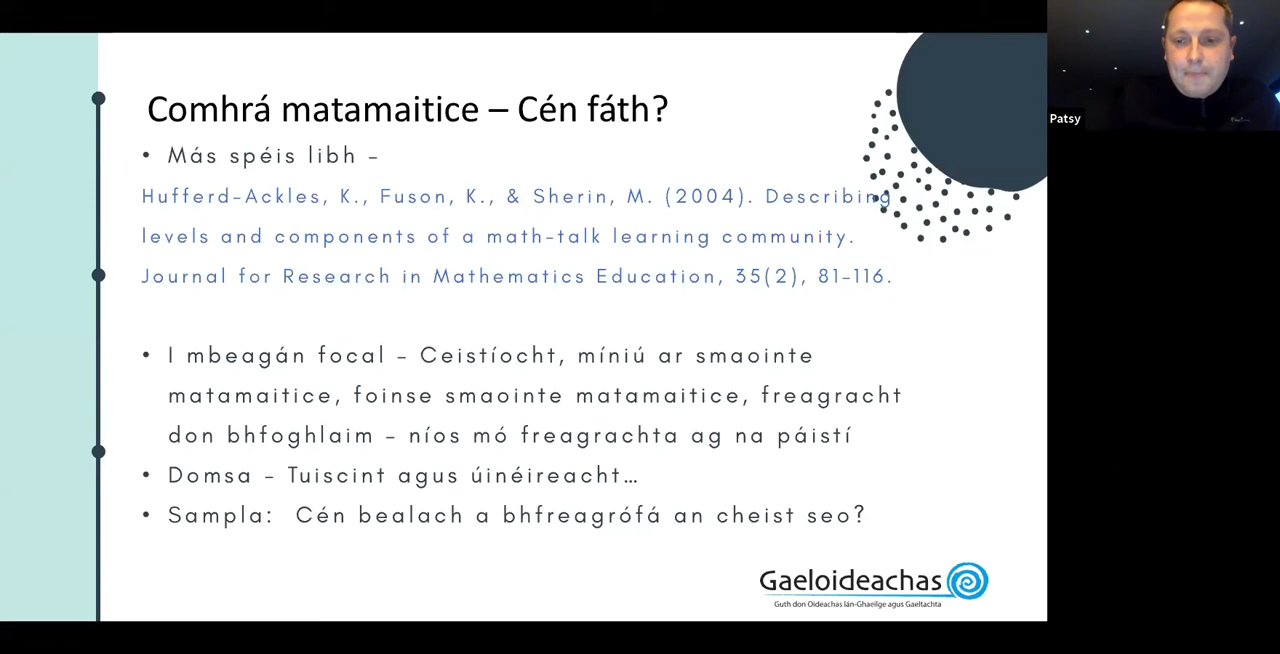 Comhrá matamaitice – Cén fáth?
• Más spéis libh –
Hufferd-Ackles, K., Fuson, K., & Sherin, M. (2004). Describing
levels and components of a math-talk learning community.
Journal for Research in Mathematics Education, 35(2), 81-116.
• I mbeagán focal – Ceistíocht, míniú ar smaointe
matamaitice, foinse smaointe matamaitice, freagracht
don bhfoghlaim – níos mó freagrachta ag na páistí
• Domsa – Tuiscint agus úinéireacht…
• Sampla: Cén bealach a bhfreagrófá an cheist seo?
Gaeloideachas
Guth don Oideachas lán-Ghaeilge agus Gaeltachta
Patsy